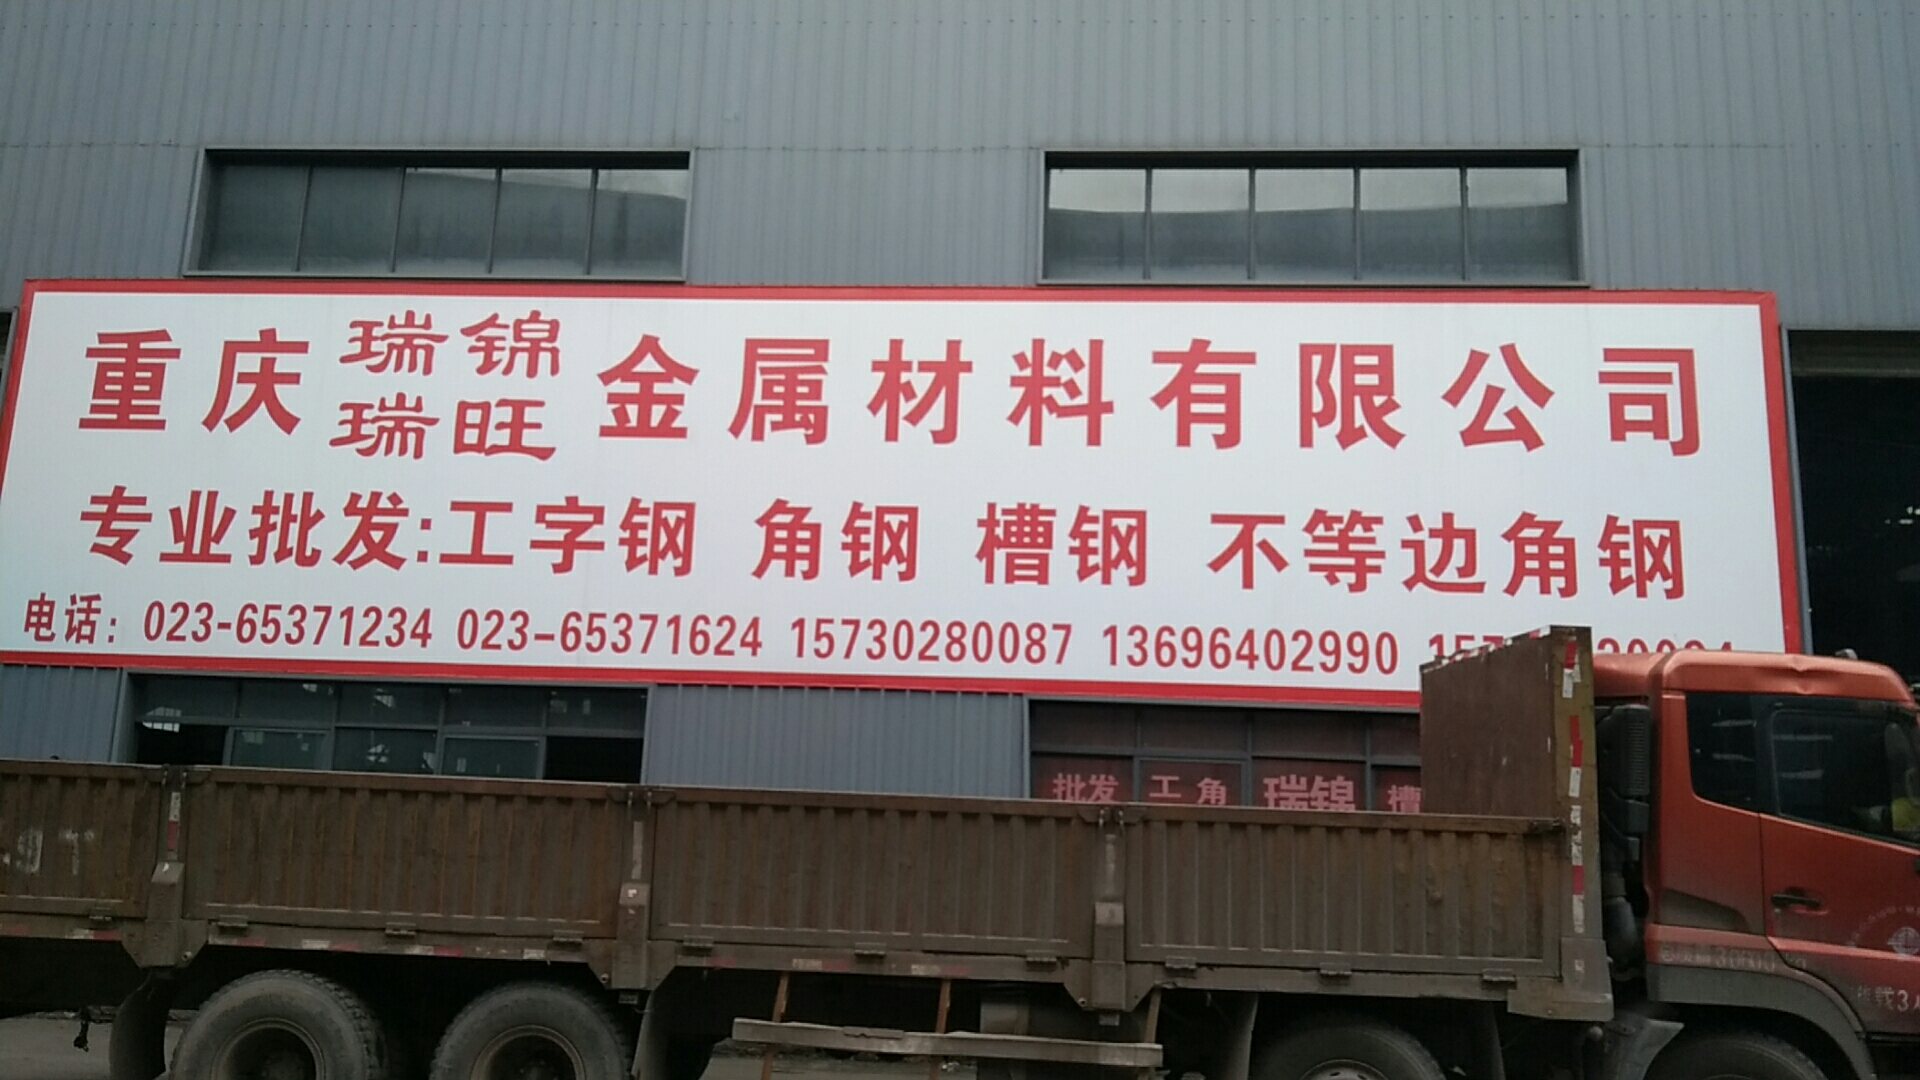 重庆瑞锦瑞旺金属材料有限公司
专业批发:工字钢 角钢 槽钢 不等边角钢
电话: 023-65371234 023-65371624 15730280087 13696402990
批发 工角 瑞锦 槽